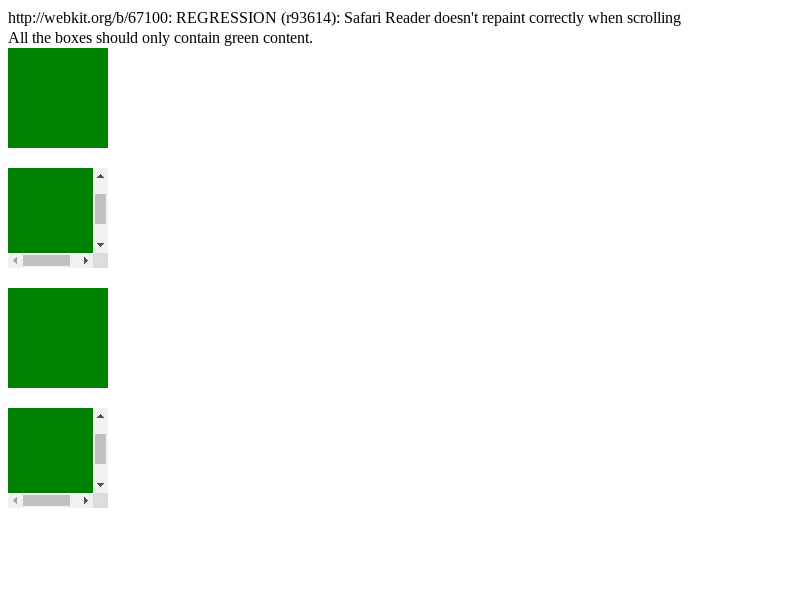 http://webkit.org/b/67100: REGRESSION (r93614): Safari Reader doesn't repaint correctly when scrolling
All the boxes should only contain green content.